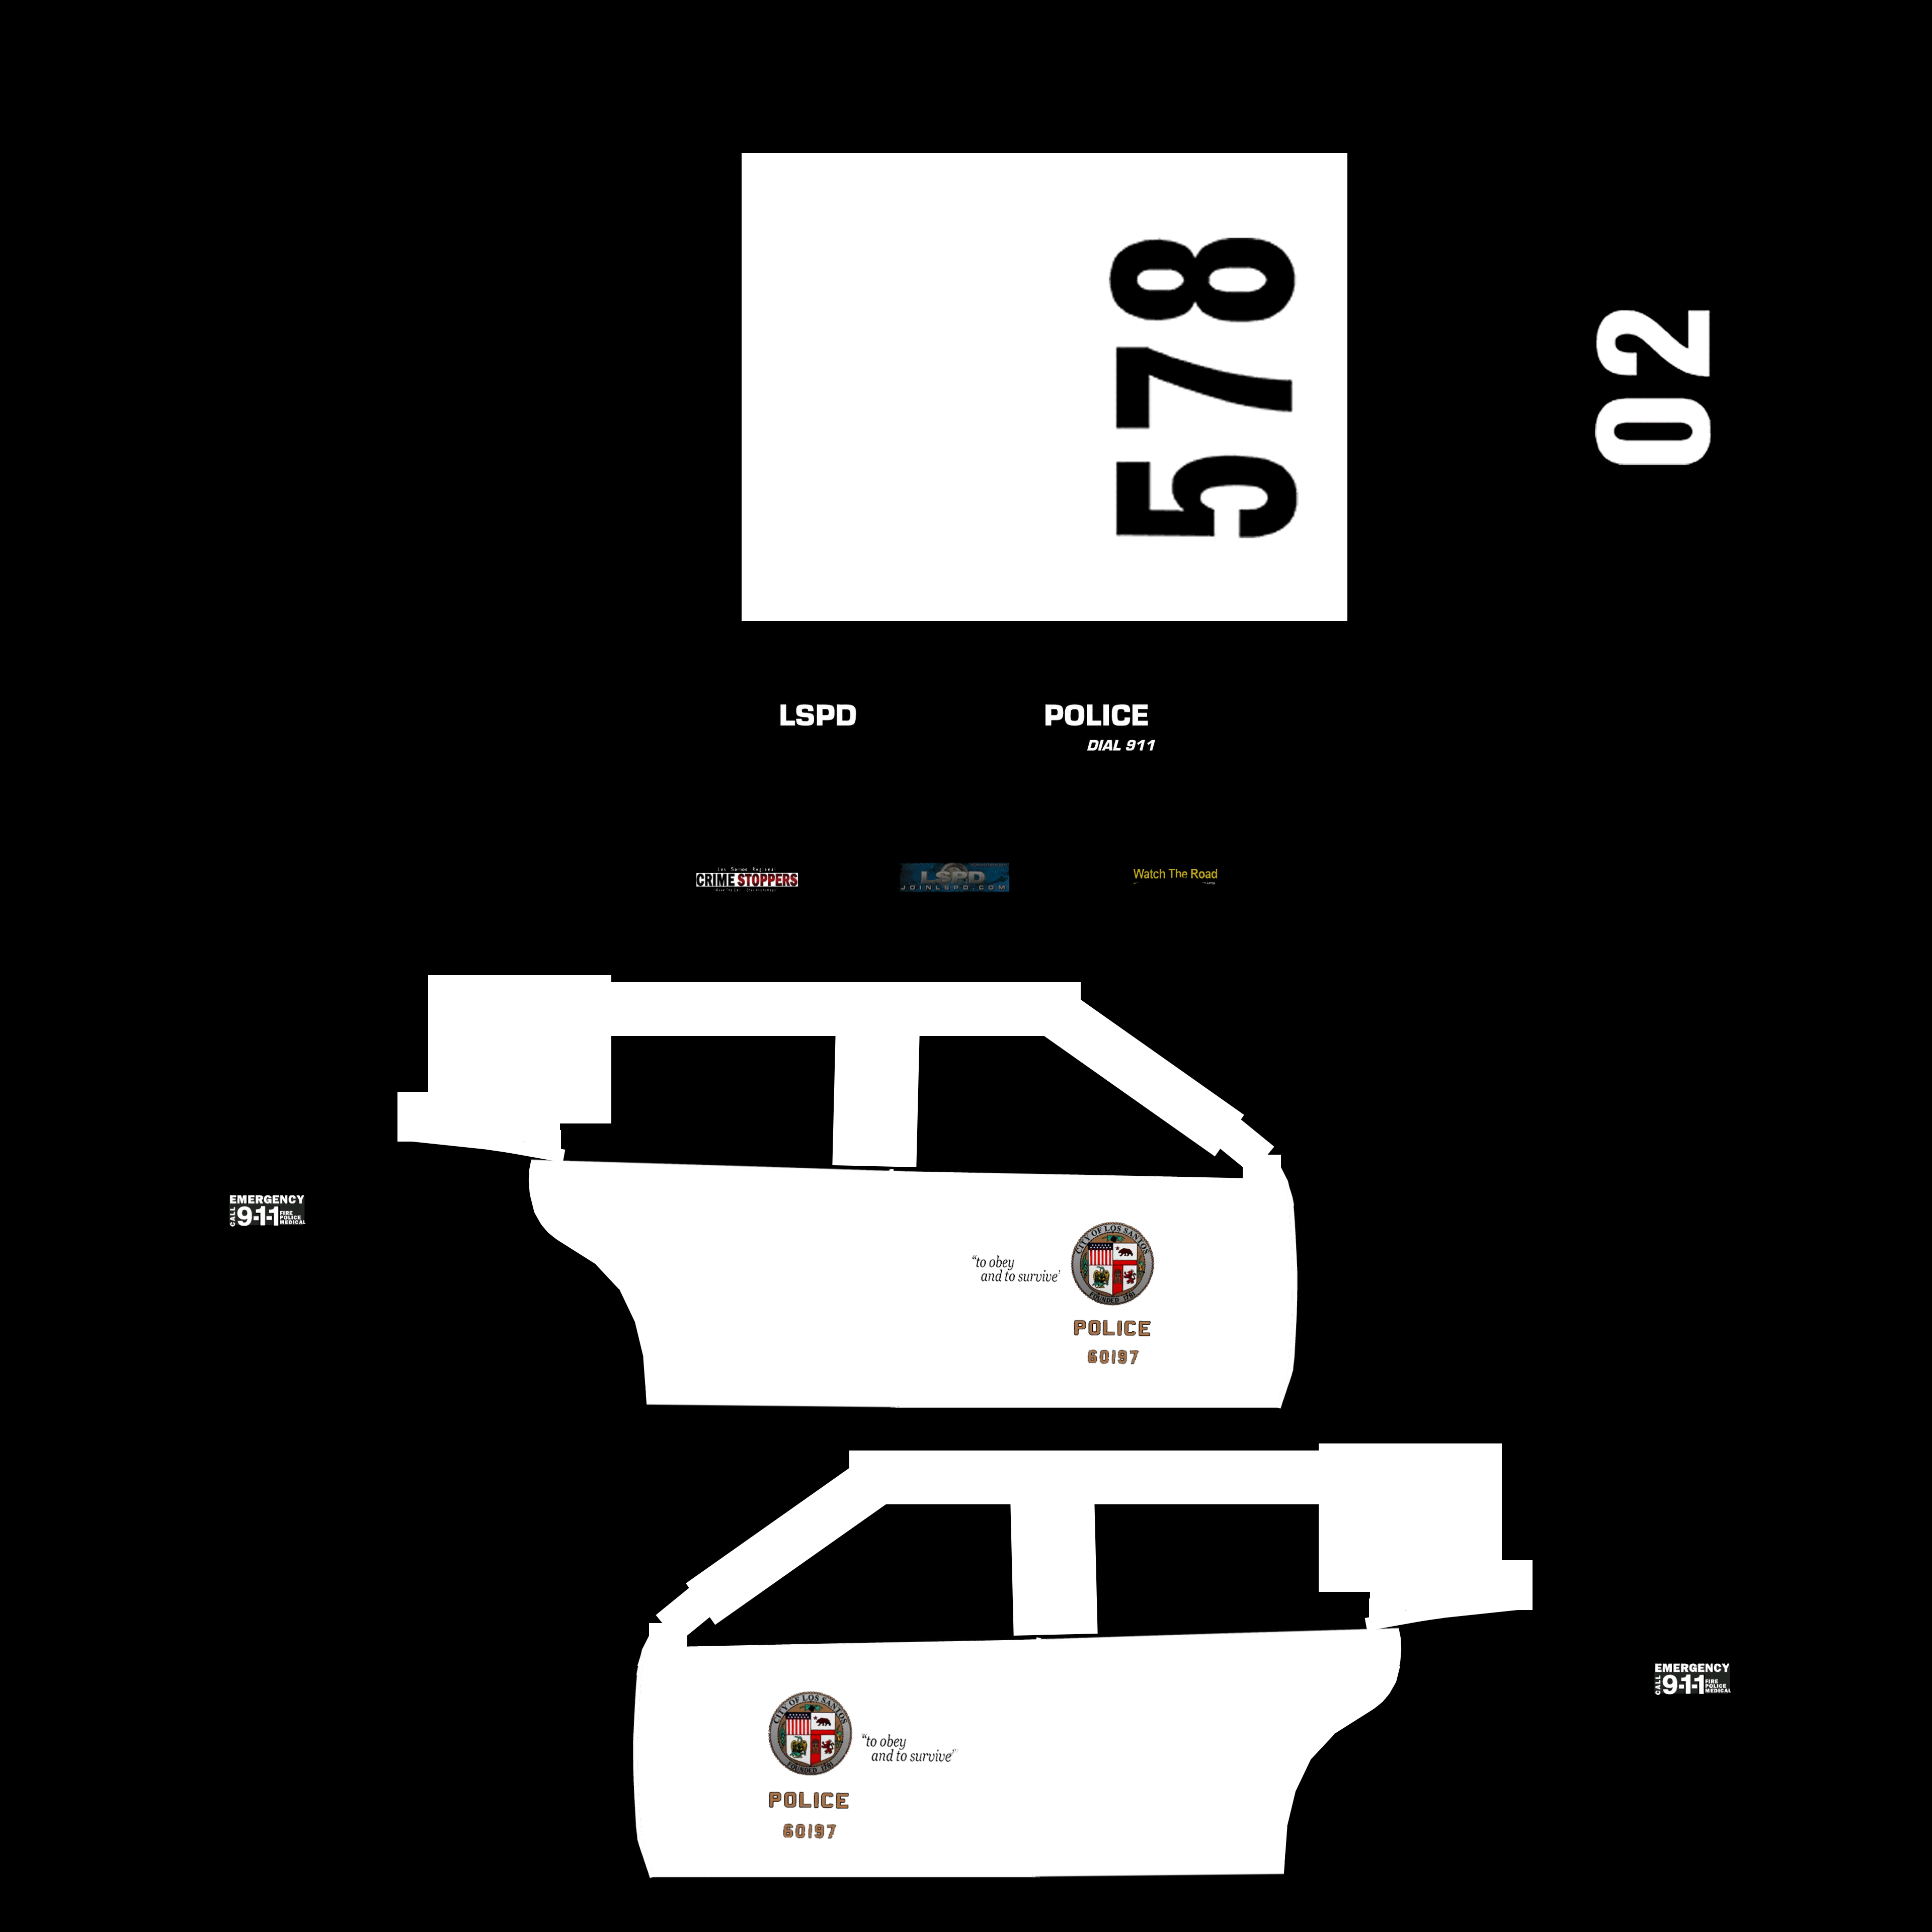 578
02
LSPD
POLICE
DIAL 911
Los Santos Regional
CRIME STOPPERS
LSPD
JOINLSPD.COM
Watch The Road
EMERGENCY
CALL
9-1-1
FIRE
POLICE
MEDICAL
"to obey
and to survive'
CITY OF LOS SANTOS
FOUNDED 1781
POLICE
60197
CITY OF LOS SANTOS
FOUNDED 1781
"to obey
and to survive"
POLICE
60197
EMERGENCY
CALL
9-1-1
FIRE
POLICE
MEDICAL